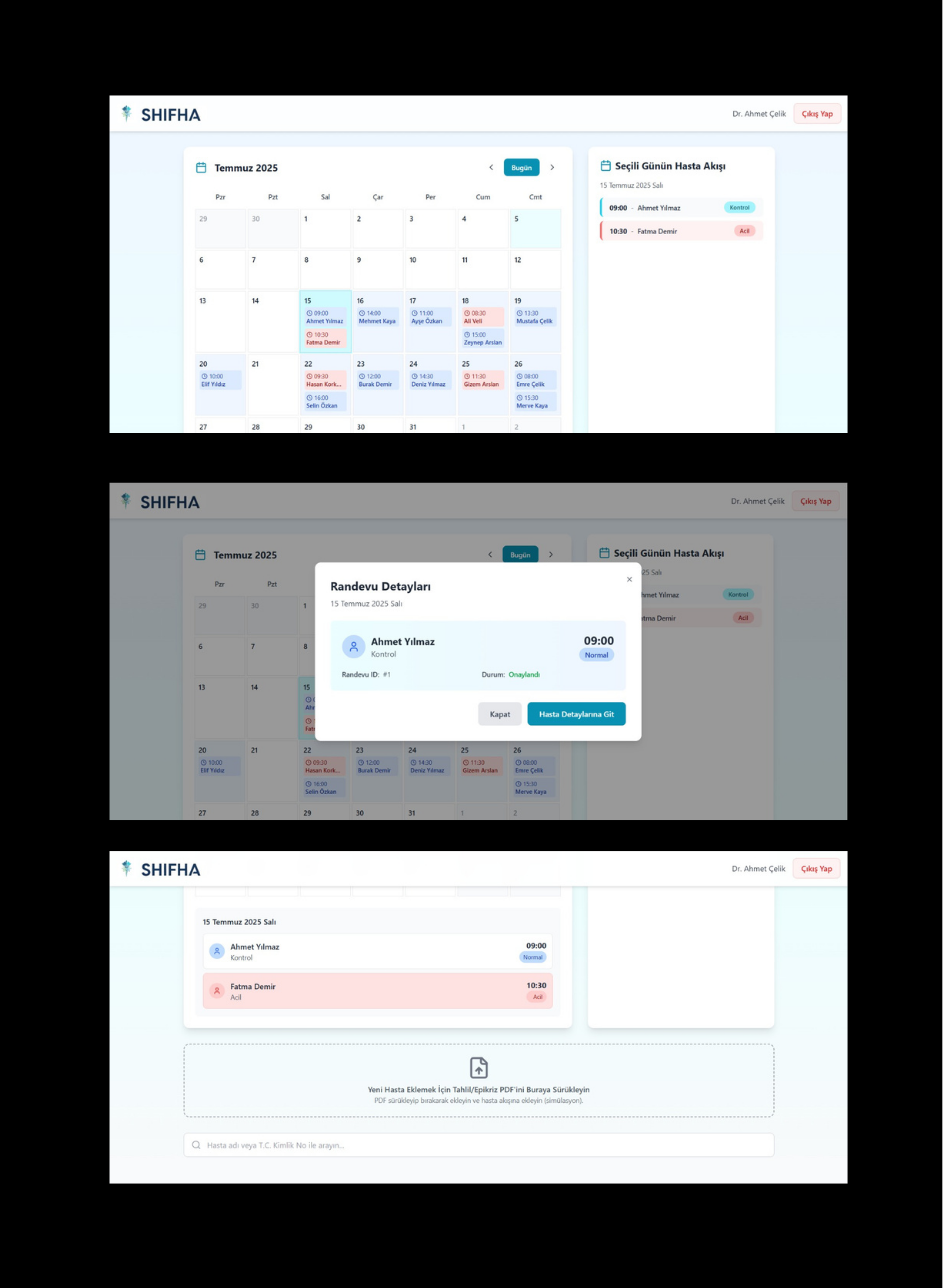 SHIFHA
Dr. Ahmet Çelik
Çıkış Yap
Temmuz 2025
Bugün
Pzr Pzt Sal Çar Per Cum Cmt
29 30 1 2 3 4 5
6 7 8 9 10 11 12
13 14 15 16 17 18 19
09:00 14:00 11:00 08:30 13:30
Ahmet Yılmaz Mehmet Kaya Ayşe Özkan Ali Veli Mustafa Çelik
10:30 15:00
Fatma Demir Zeynep Arslan
20 21 22 23 24 25 26
10:00 09:30 12:00 14:30 11:30 08:00
Elif Yıldız Hasan Kork... Burak Demir Deniz Yılmaz Gizem Arslan Emre Çelik
16:00 15:30
Selin Özkan Merve Kaya
27 28 29 30 31 1 2
Seçili Günün Hasta Akışı
15 Temmuz 2025 Salı
09:00 - Ahmet Yılmaz Kontrol
10:30 - Fatma Demir Acil
SHIFHA
Dr. Ahmet Çelik
Çıkış Yap
Temmuz 2025
Bugün
Pzr Pzt
29 30 1
6 7 8
13 14 15
20 21 22 23 24 25 26
10:00 09:30 12:00 14:30 11:30 08:00
Elif Yıldız Hasan Kork... Burak Demir Deniz Yılmaz Gizem Arslan Emre Çelik
16:00 15:30
Selin Özkan Merve Kaya
27 28 29 30 31 1 2
Seçili Günün Hasta Akışı
25 Salı
hmet Yılmaz Kontrol
tma Demir Acil
Randevu Detayları
×
15 Temmuz 2025 Salı
Ahmet Yılmaz
Kontrol
09:00
Normal
Randevu ID: #1
Durum: Onaylandı
Kapat
Hasta Detaylarına Git
SHIFHA
Dr. Ahmet Çelik
Çıkış Yap
15 Temmuz 2025 Salı
Ahmet Yılmaz
Kontrol
09:00
Normal
Fatma Demir
Acil
10:30
Acil
Yeni Hasta Eklemek İçin Tahlil/Epikriz PDF'ini Buraya Sürükleyin
PDF sürükleyip bırakarak ekleyin ve hasta akışına ekleyin (simülasyon).
Hasta adı veya T.C. Kimlik No ile arayın...